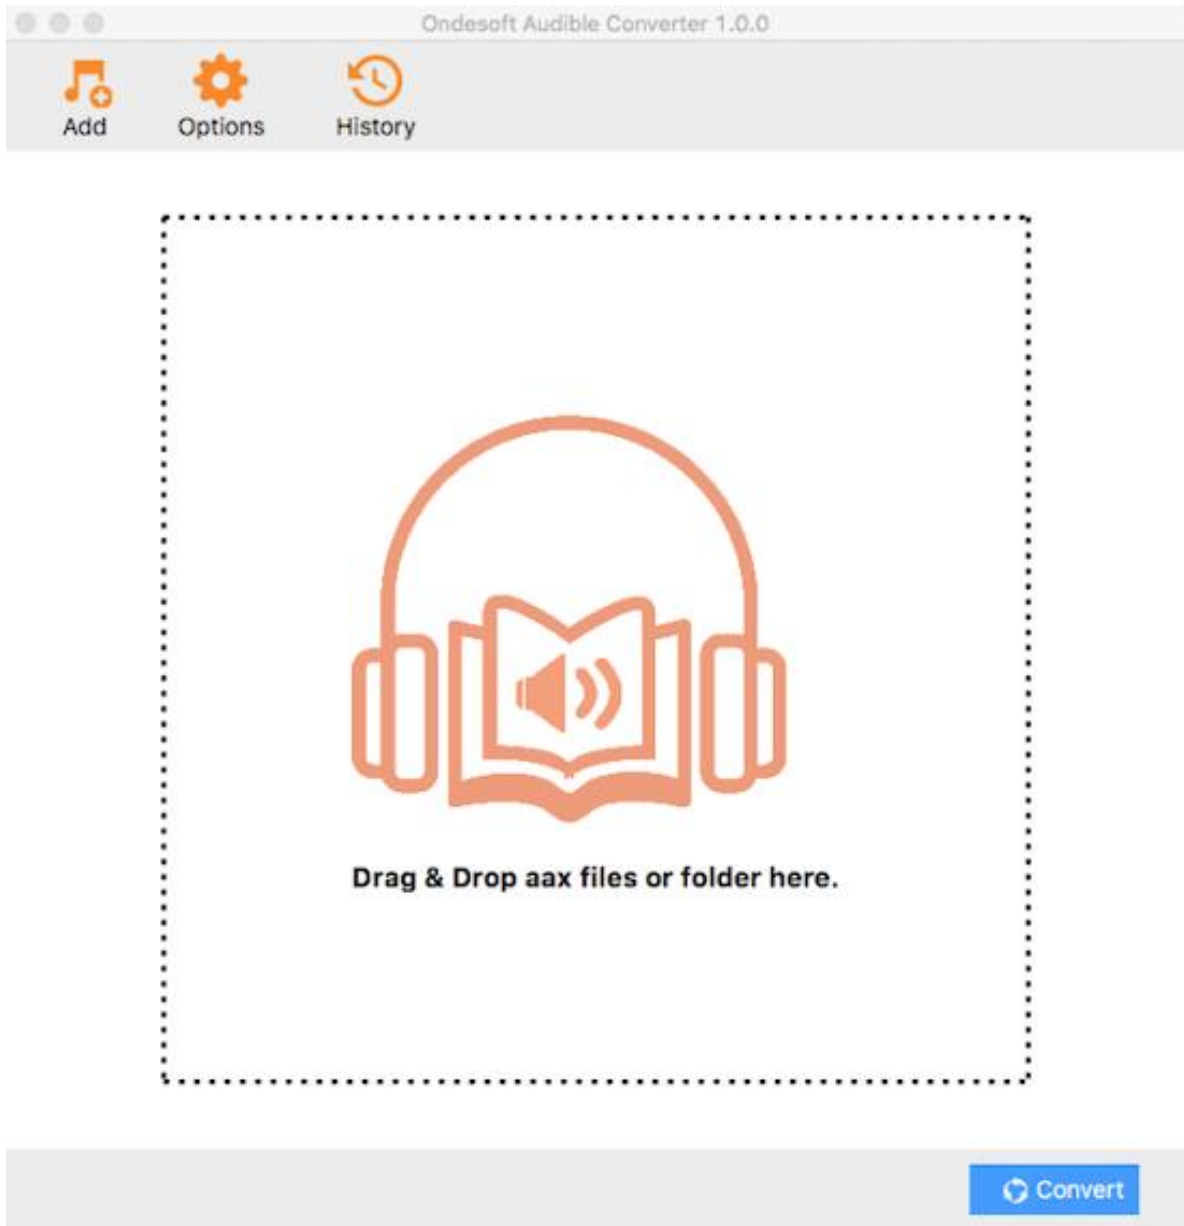 Ondesoft Audible Converter 1.0.0
Add Options History
Drag & Drop aax files or folder here.
Convert